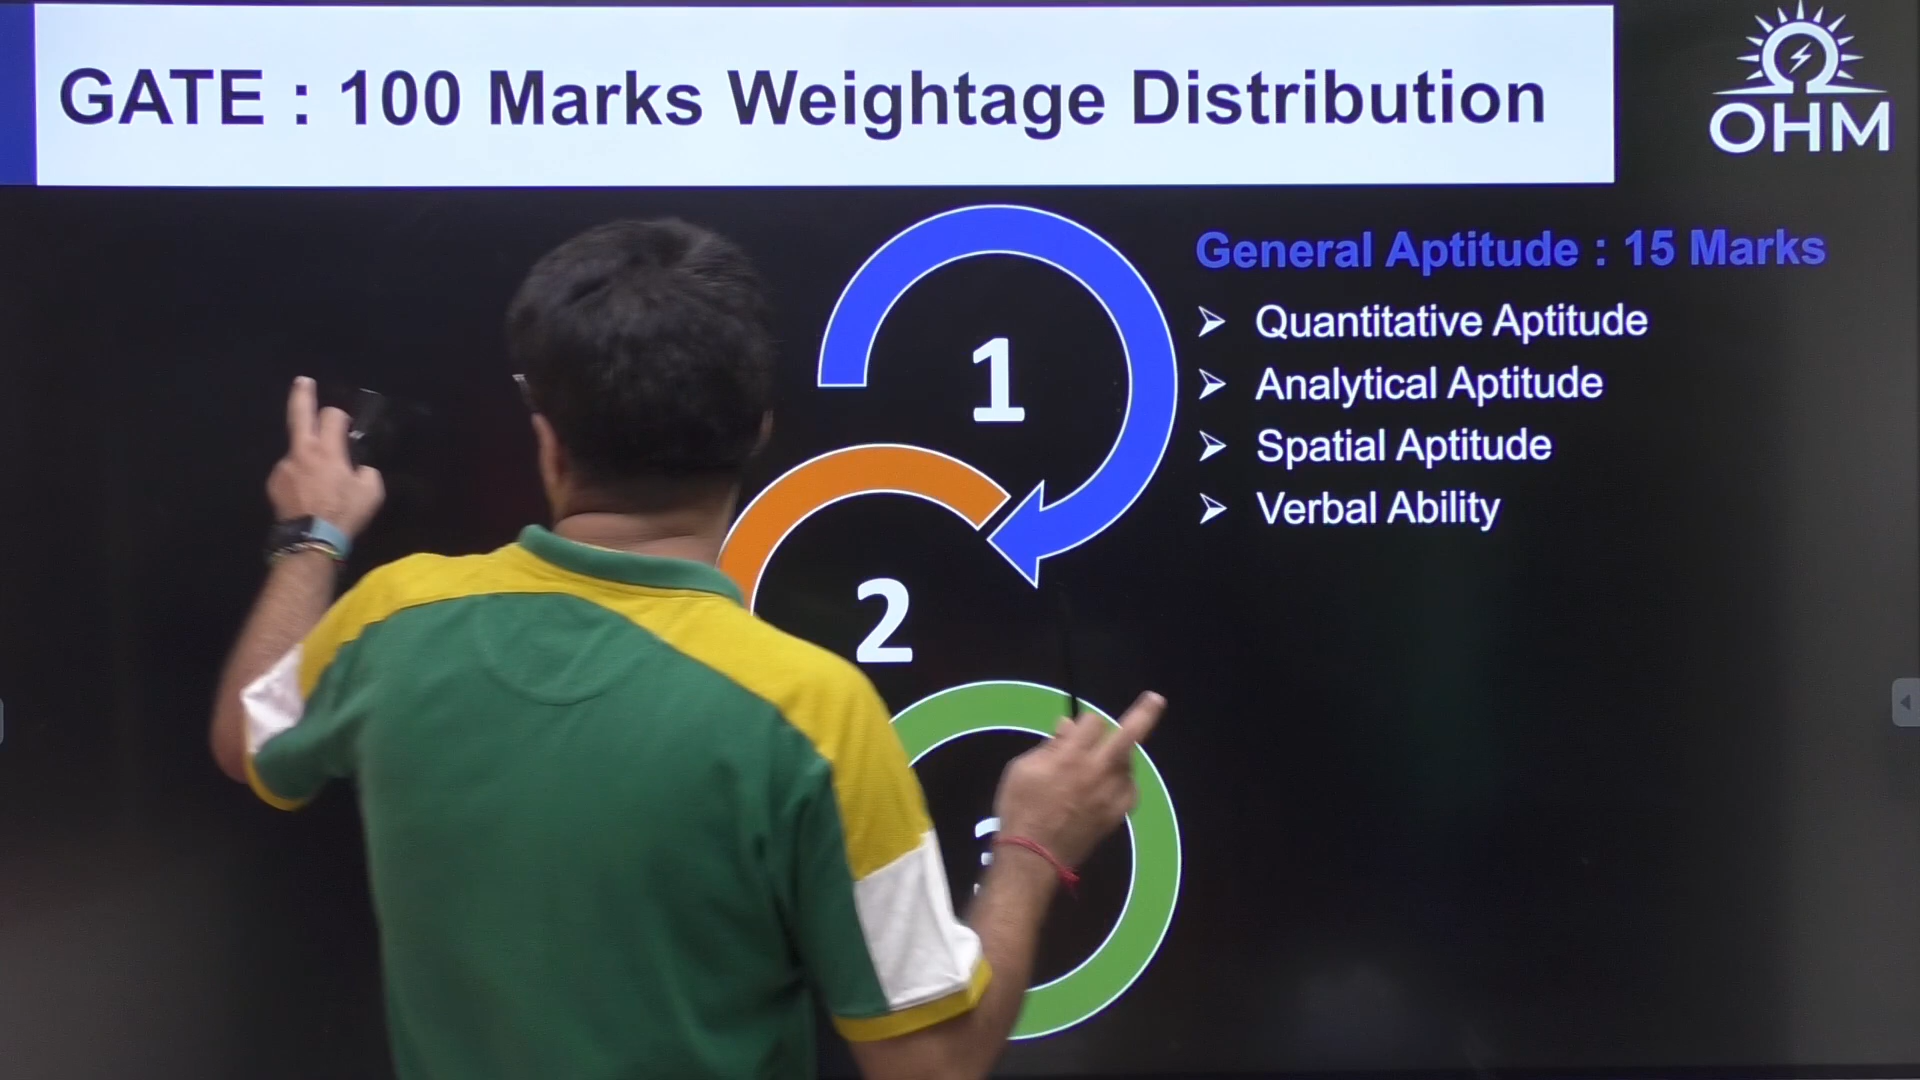 GATE : 100 Marks Weightage Distribution
OHM
General Aptitude : 15 Marks
Quantitative Aptitude
Analytical Aptitude
Spatial Aptitude
Verbal Ability
1
2